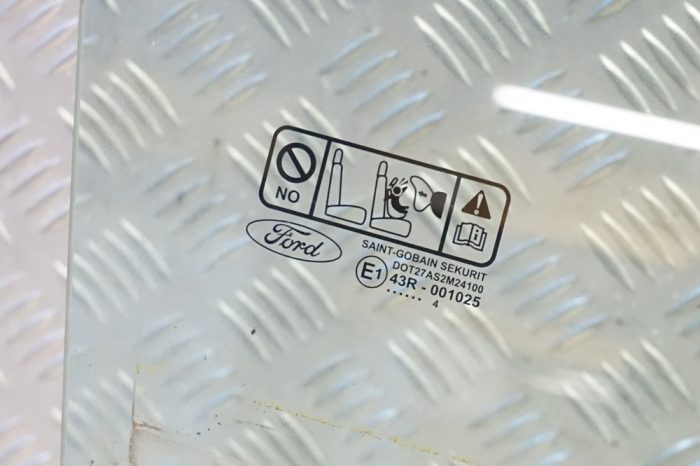 NO
Ford
SAINT-GOBAIN SEKURIT
DOT27AS2M24100
E1 43R - 001025
...... 4